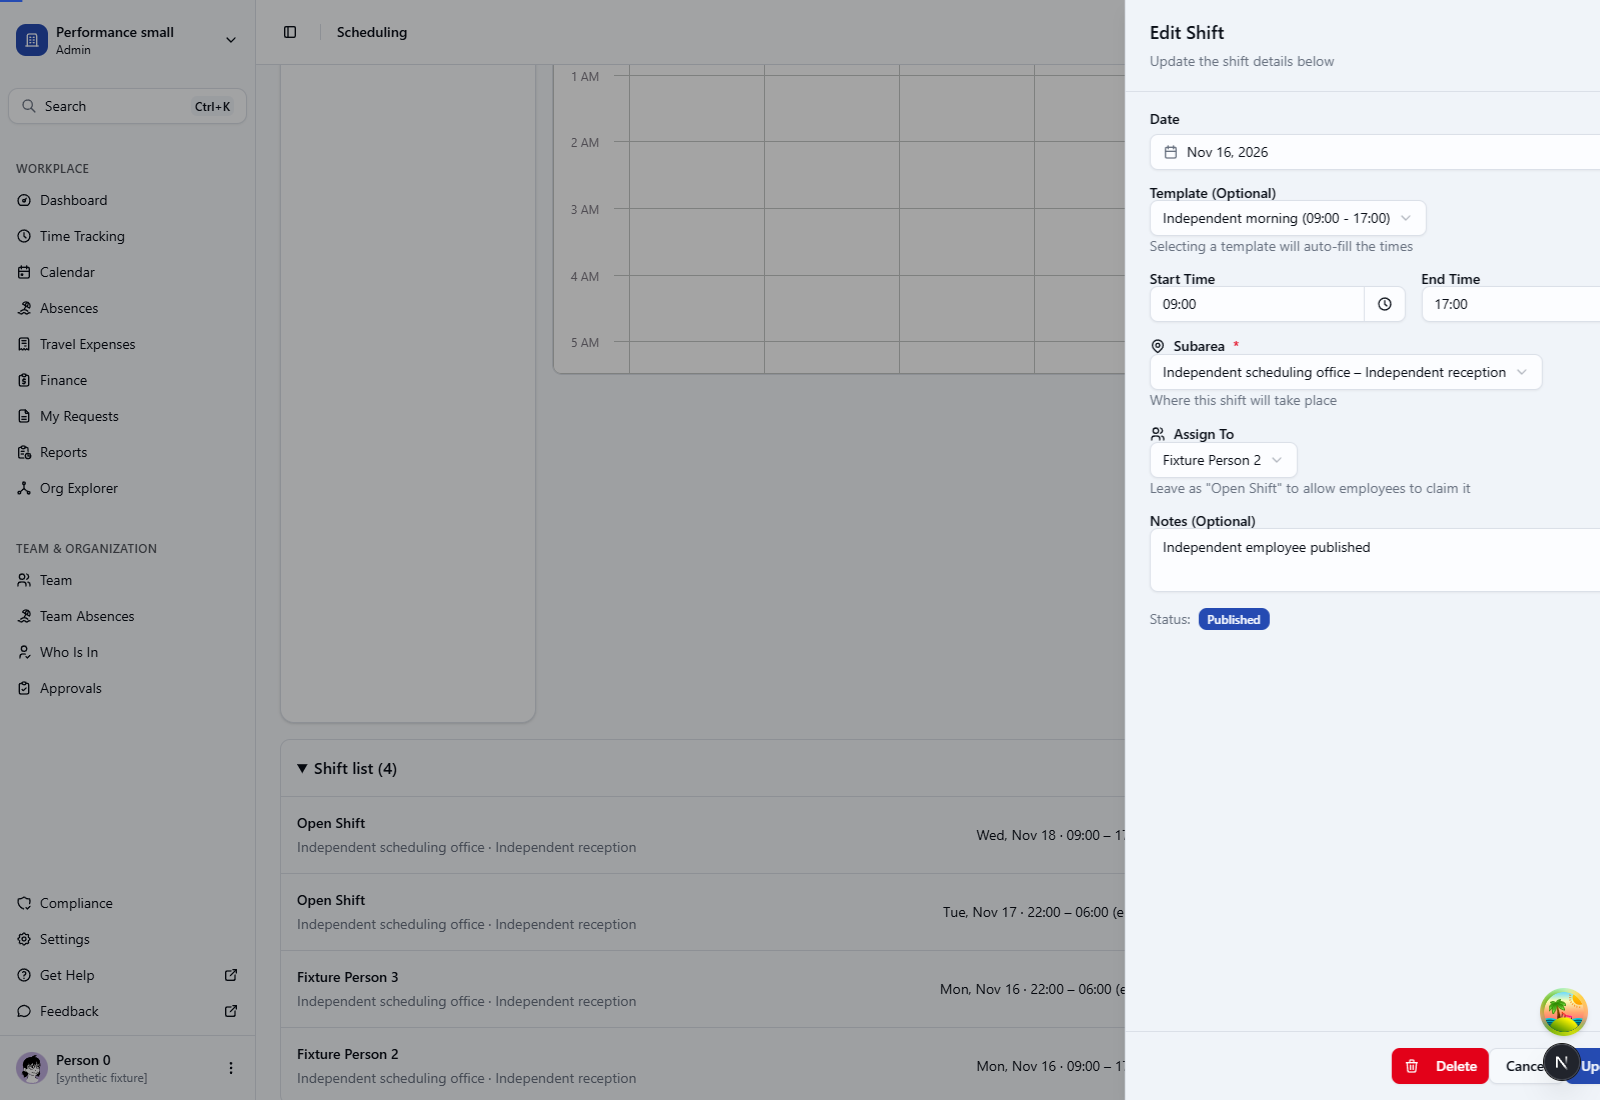 Performance small
Admin
Search
Ctrl+K
WORKPLACE
Dashboard
Time Tracking
Calendar
Absences
Travel Expenses
Finance
My Requests
Reports
Org Explorer
TEAM & ORGANIZATION
Team
Team Absences
Who Is In
Approvals
Compliance
Settings
Get Help
Feedback
Person 0
[synthetic fixture]
Scheduling
1 AM
2 AM
3 AM
4 AM
5 AM
Shift list (4)
Open Shift
Independent scheduling office · Independent reception
Wed, Nov 18 · 09:00 – 17
Open Shift
Independent scheduling office · Independent reception
Tue, Nov 17 · 22:00 – 06:00 (e
Fixture Person 3
Independent scheduling office · Independent reception
Mon, Nov 16 · 22:00 – 06:00 (e
Fixture Person 2
Independent scheduling office · Independent reception
Mon, Nov 16 · 09:00 – 17
Edit Shift
Update the shift details below
Date
Nov 16, 2026
Template (Optional)
Independent morning (09:00 - 17:00)
Selecting a template will auto-fill the times
Start Time
09:00
End Time
17:00
Subarea *
Independent scheduling office – Independent reception
Where this shift will take place
Assign To
Fixture Person 2
Leave as "Open Shift" to allow employees to claim it
Notes (Optional)
Independent employee published
Status: Published
Delete
Cance
N
Up